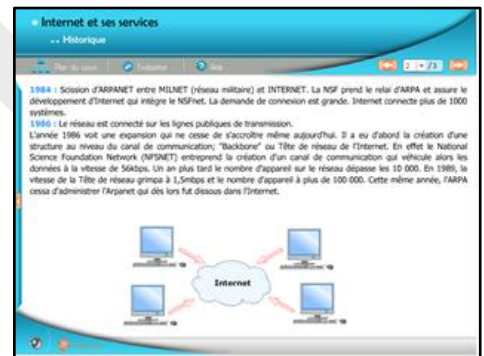 Internet et ses services
Historique
Plan du cours Evaluation Aide 2 /3
1984 : Scission d'ARPANET entre MILNET (réseau militaire) et INTERNET. La NSF prend le relai d'ARPA et assure le
développement d'Internet qui intègre le NSFnet. La demande de connexion est grande. Internet connecte plus de 1000
systèmes.
1986 : Le réseau est connecté sur les lignes publiques de transmission.
L'année 1986 voit une expansion qui ne cesse de s'accroître même aujourd'hui. Il a eu d'abord la création d'une
structure au niveau du canal de communication; "Backbone" ou Tête de réseau de l'Internet. En effet le National
Science Foundation Network (NFSNET) entreprend la création d'un canal de communication qui véhicule alors les
données à la vitesse de 56kbps. Un an plus tard le nombre d'appareil sur le réseau dépasse les 10 000. En 1989, la
vitesse de la Tête de réseau grimpa à 1,5mbps et le nombre d'appareil à plus de 100 000. Cette même année, l'ARPA
cessa d'administrer l'Arpanet qui dès lors fut dissous dans l'Internet.
Internet